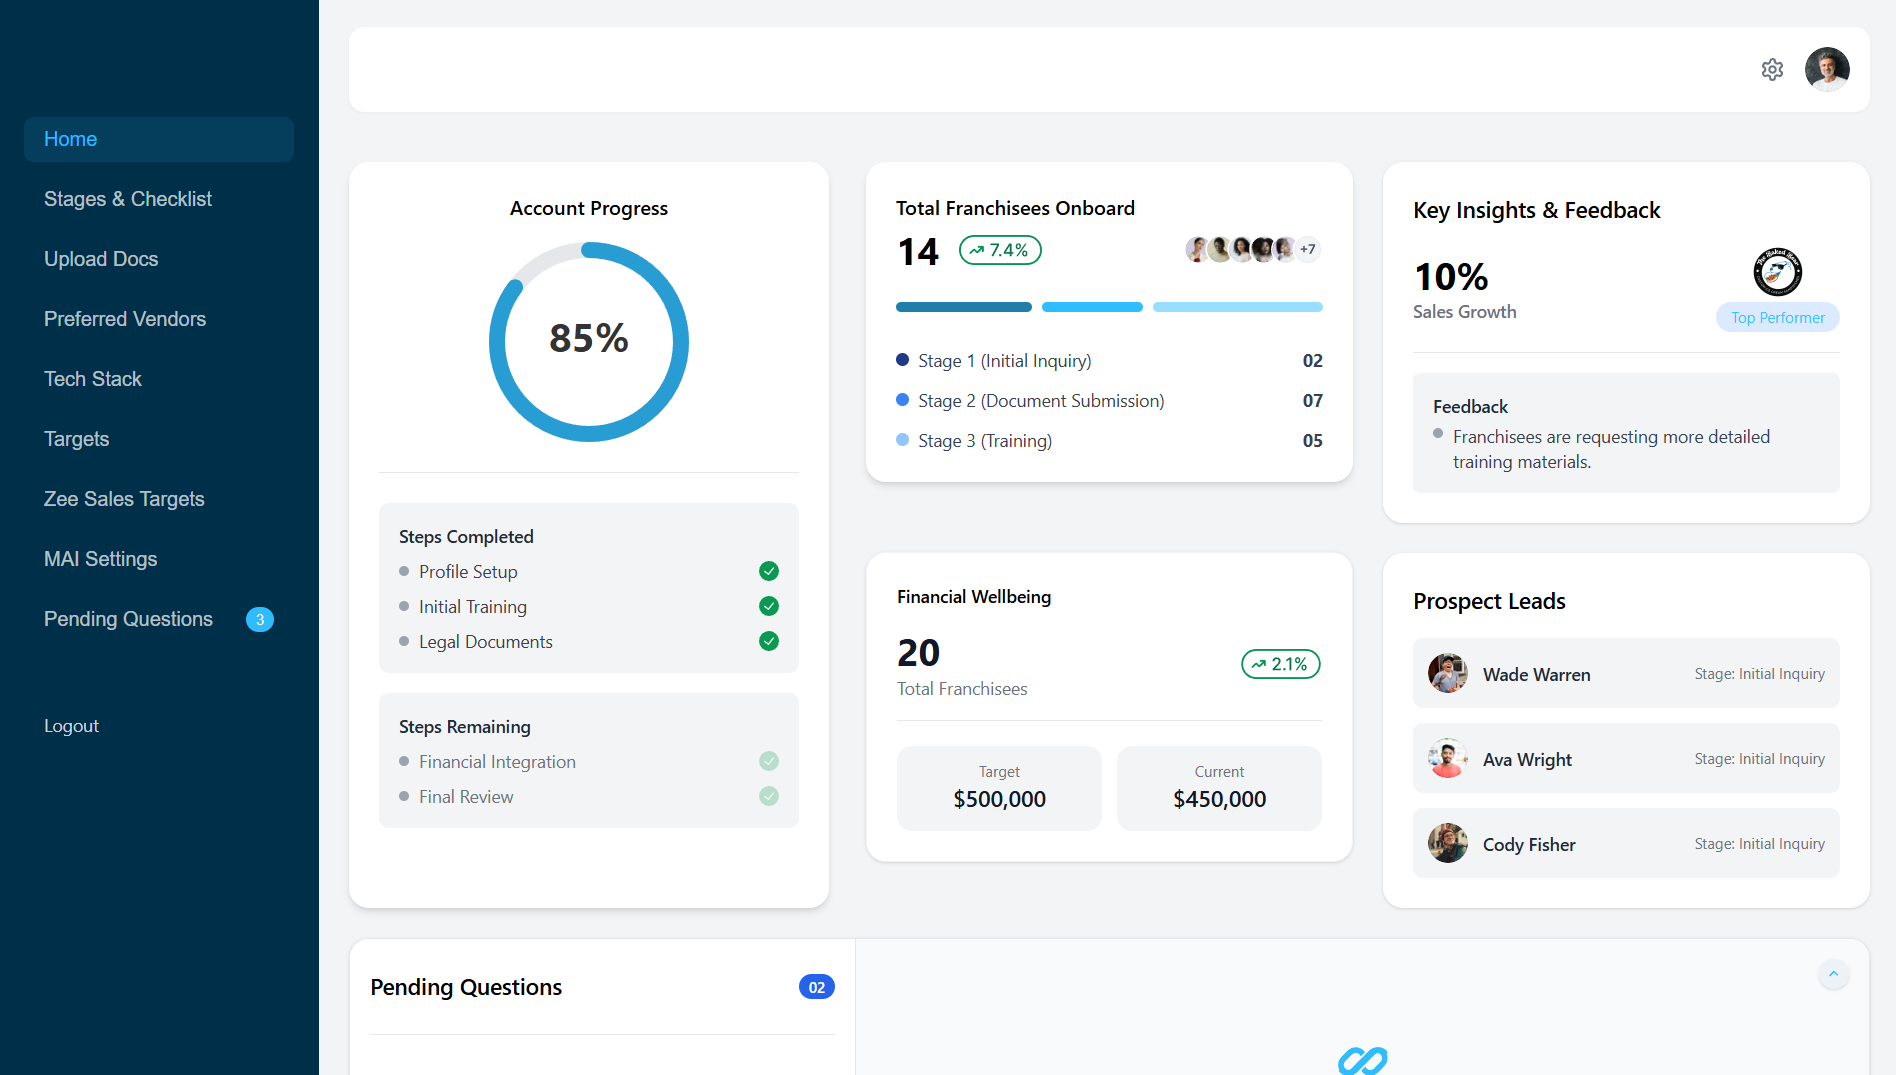 Home
Stages & Checklist
Upload Docs
Preferred Vendors
Tech Stack
Targets
Zee Sales Targets
MAI Settings
Pending Questions 3
Logout
Account Progress
85%
Steps Completed
Profile Setup
Initial Training
Legal Documents
Steps Remaining
Financial Integration
Final Review
Total Franchisees Onboard
14 7.4% +7
Stage 1 (Initial Inquiry) 02
Stage 2 (Document Submission) 07
Stage 3 (Training) 05
Financial Wellbeing
20 2.1%
Total Franchisees
Target
$500,000
Current
$450,000
Key Insights & Feedback
10%
Sales Growth
Top Performer
Feedback
Franchisees are requesting more detailed
training materials.
Prospect Leads
Wade Warren Stage: Initial Inquiry
Ava Wright Stage: Initial Inquiry
Cody Fisher Stage: Initial Inquiry
Pending Questions 02